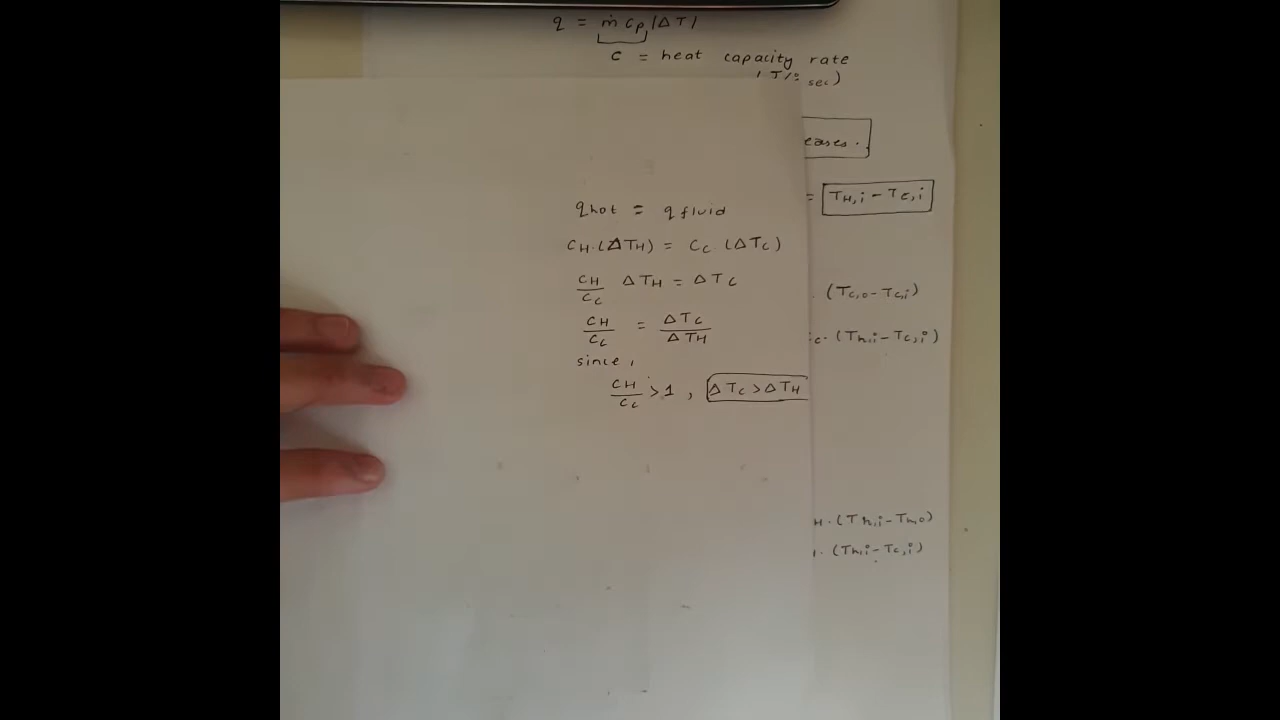 q = ṁ cp |ΔT|
c = heat capacity rate
sec)
eases.
= TH,i - Tc,i
qhot = qfluid
CH.(ΔTH) = Cc.(ΔTc)
CH/Cc ΔTH = ΔTc
. (Tc,o - Tc,i)
CH/Cc = ΔTc/ΔTH
c. (Th,i - Tc,i)
since,
CH/Cc > 1, ΔTc > ΔTH
H.(Th,i - Th,o)
. (Th,i - Tc,i)